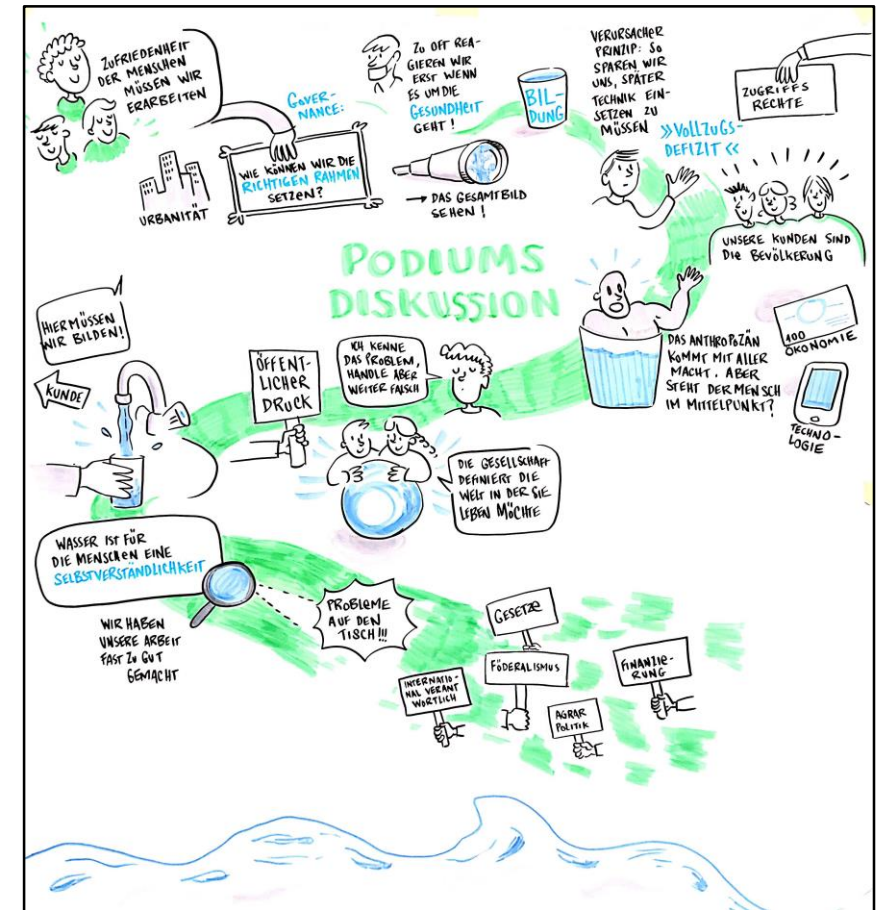 ZUFRIEDENHEIT
DER MENSCHEN
MÜSSEN WIR
ERARBEITEN
URBANITÄT
GOVER-
NANCE:
WIE KÖNNEN WIR DIE
RICHTIGEN RAHMEN
SETZEN?
ZU OFT REA-
GIEREN WIR
ERST WENN
ES UM DIE
GESUNDHEIT
GEHT!
→ DAS GESAMTBILD
SEHEN!
BIL-
DUNG
VERURSACHER
PRINZIP: SO
SPAREN WIR
UNS, SPÄTER
TECHNIK EIN-
SETZEN ZU
MÜSSEN
»VOLLZUGS-
DEFIZIT«
ZUGRIFFS
RECHTE
UNSERE KUNDEN SIND
DIE BEVÖLKERUNG
PODIUMS
DISKUSSION
HIER MÜSSEN
WIR BILDEN!
KUNDE
ÖFFENT-
LICHER
DRUCK
ICH KENNE
DAS PROBLEM,
HANDLE ABER
WEITER FALSCH
DAS ANTHROPOZÄN
KOMMT MIT ALLER
MACHT. ABER
STEHT DER MENSCH
IM MITTELPUNKT?
100
ÖKONOMIE
TECHNO-
LOGIE
DIE GESELLSCHAFT
DEFINIERT DIE
WELT IN DER SIE
LEBEN MÖCHTE
WASSER IST FÜR
DIE MENSCHEN EINE
SELBSTVERSTÄNDLICHKEIT
WIR HABEN
UNSERE ARBEIT
FAST ZU GUT
GEMACHT
PROBLEME
AUF DEN
TISCH!!!
GESETZE
FÖDERALISMUS
FINANZIE-
RUNG
INTERNATIO-
NAL VERANT
WORTLICH
AGRAR
POLITIK